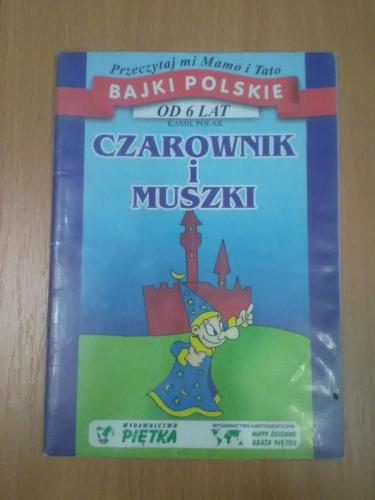 Przeczytaj mi Mamo i Tato
BAJKI POLSKIE
OD 6 LAT
KAMIL POLAK
CZAROWNIK
i
MUSZKI
WYDAWNICTWO
PIĘTKA
WYDAWNICTWO KARTOGRAFICZNE
MAPY ŚCIENNE
BEATA PIĘTKA